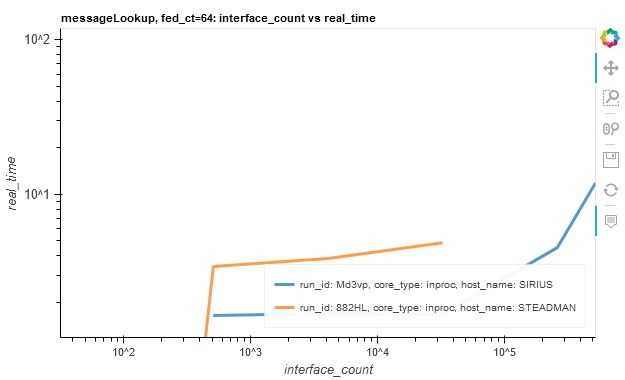 messageLookup, fed_ct=64: interface_count vs real_time
10^2
10^1
real_time
run_id: Md3vp, core_type: inproc, host_name: SIRIUS
run_id: 882HL, core_type: inproc, host_name: STEADMAN
10^2 10^3 10^4 10^5
interface_count